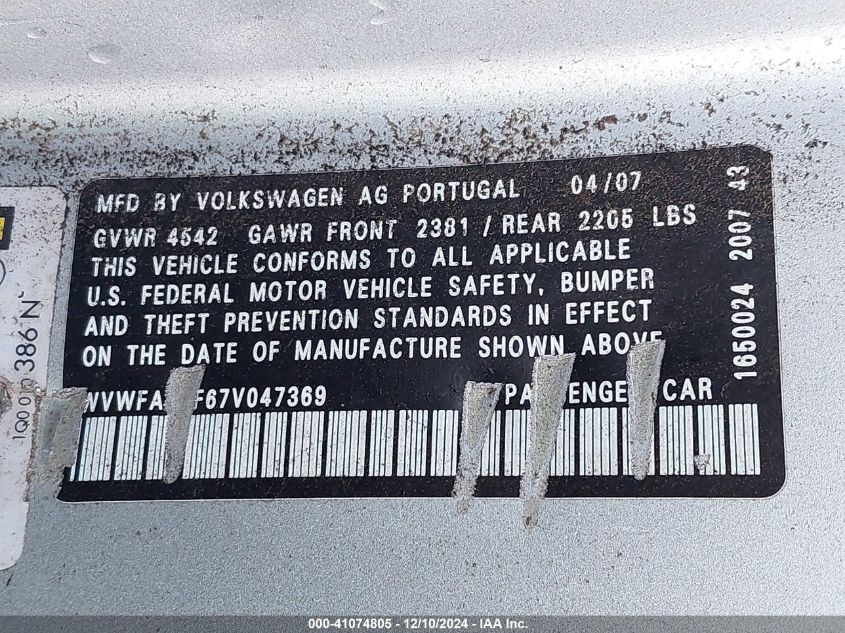 MFD BY VOLKSWAGEN AG PORTUGAL 04/07
GVWR 4542 GAWR FRONT 2381 / REAR 2205 LBS
THIS VEHICLE CONFORMS TO ALL APPLICABLE
U.S. FEDERAL MOTOR VEHICLE SAFETY, BUMPER
AND THEFT PREVENTION STANDARDS IN EFFECT
ON THE DATE OF MANUFACTURE SHOWN ABOVE
PASSENGER CAR
1650024 2007 43
386 N
000-41074805 - 12/10/2024 - IAA Inc.